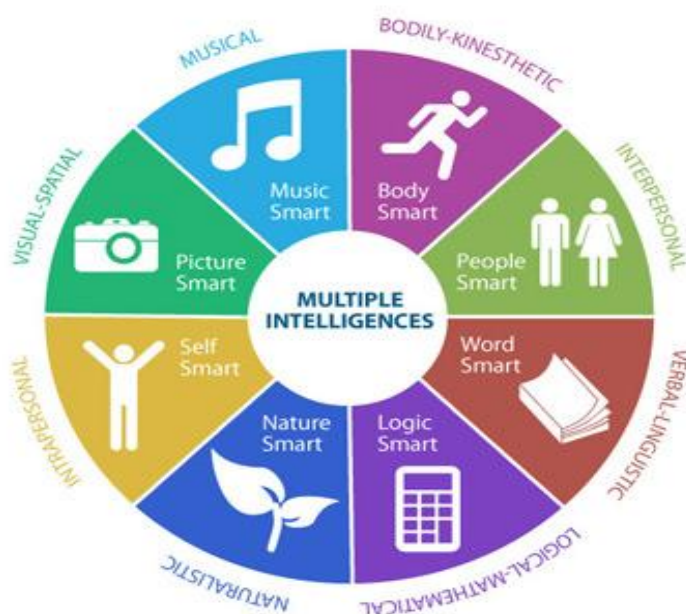 MUSICAL
BODILY-KINESTHETIC
INTERPERSONAL
VERBAL-LINGUISTIC
LOGICAL-MATHEMATICAL
NATURALISTIC
INTRAPERSONAL
VISUAL-SPATIAL
Music
Smart
Body
Smart
People
Smart
Word
Smart
Logic
Smart
Nature
Smart
Self
Smart
Picture
Smart
MULTIPLE
INTELLIGENCES